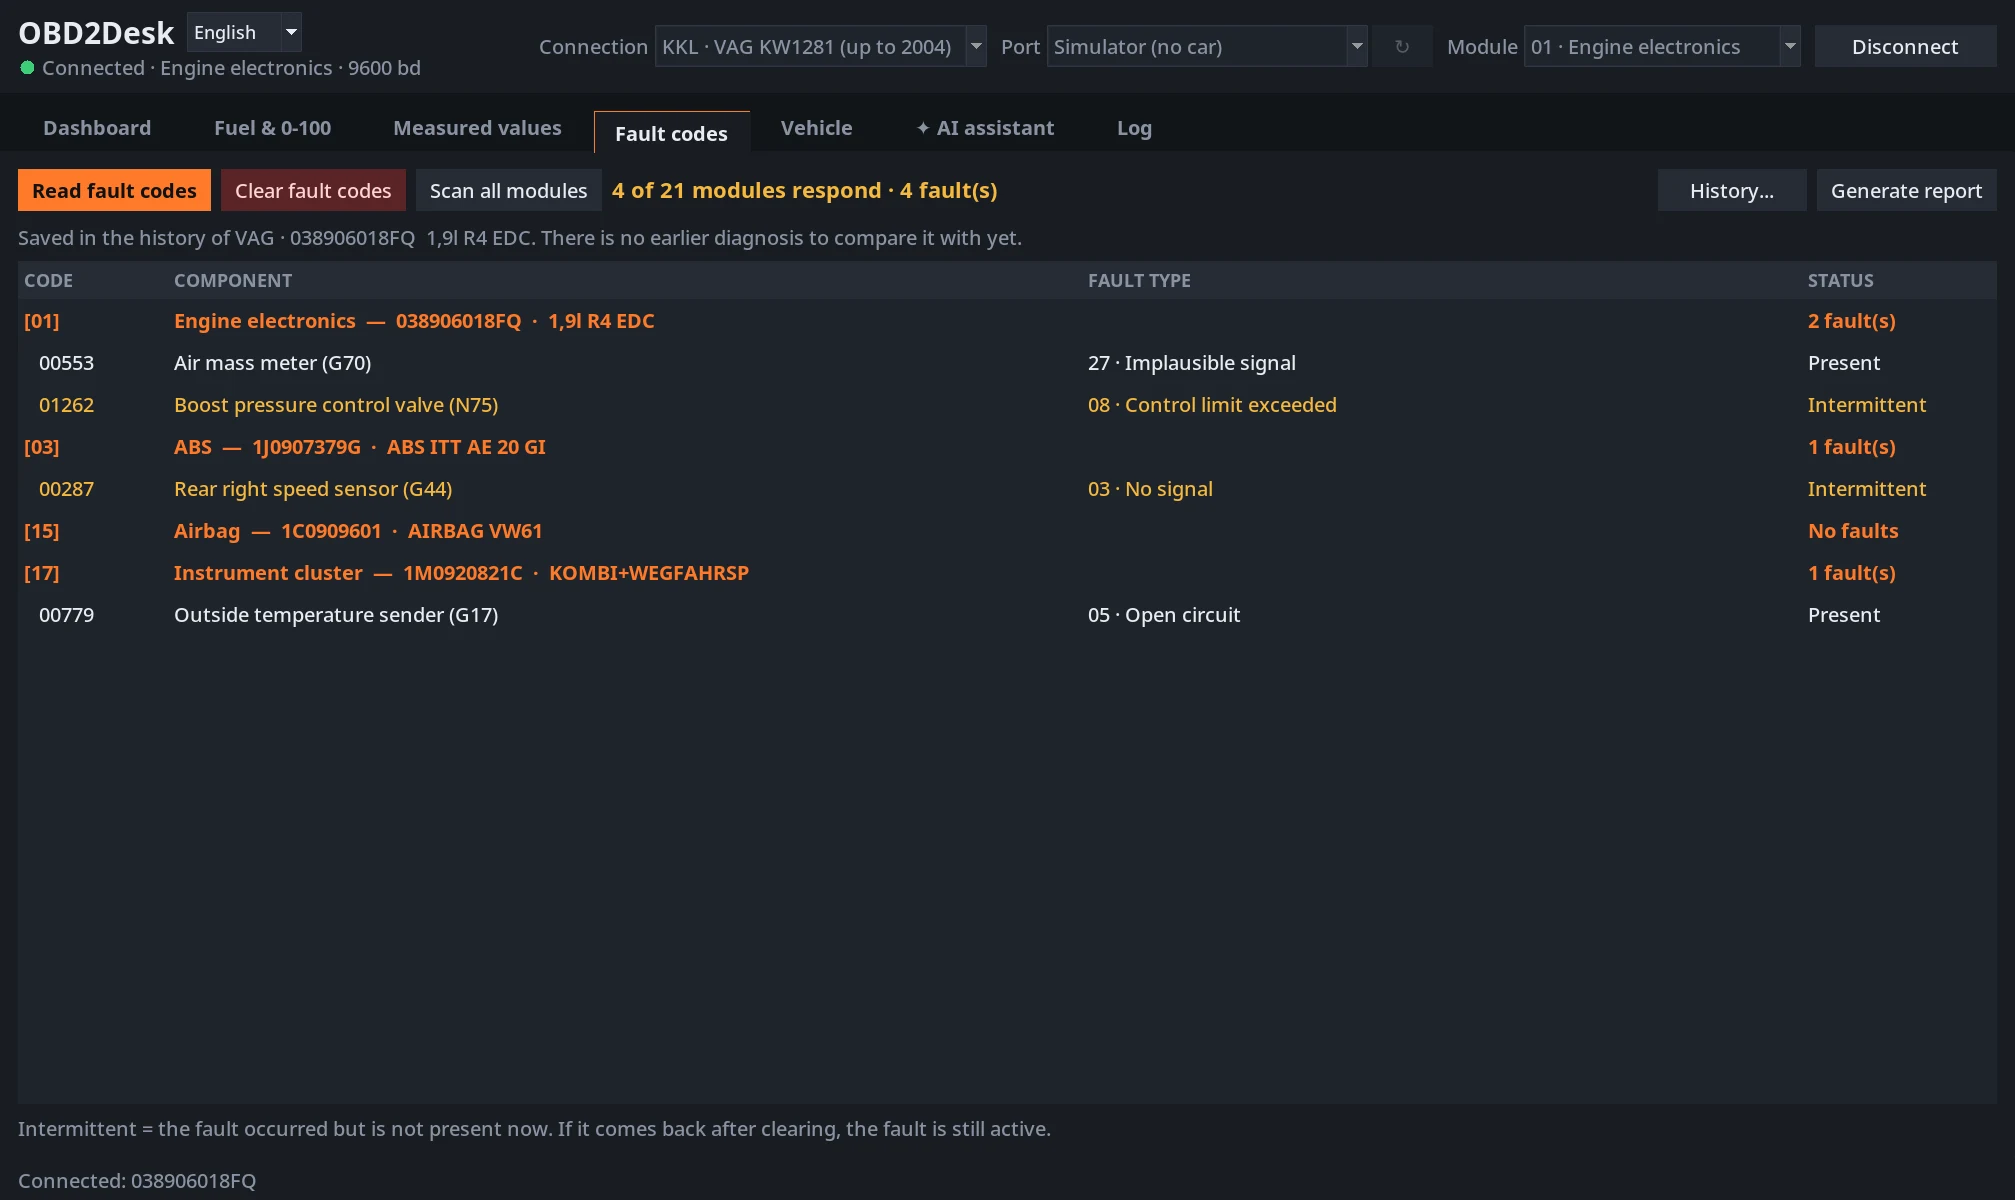 OBD2Desk English
Connected · Engine electronics · 9600 bd
Connection KKL · VAG KW1281 (up to 2004) Port Simulator (no car) ↻ Module 01 · Engine electronics Disconnect
Dashboard Fuel & 0-100 Measured values Fault codes Vehicle ✦ AI assistant Log
Read fault codes Clear fault codes Scan all modules 4 of 21 modules respond · 4 fault(s) History... Generate report
Saved in the history of VAG · 038906018FQ 1,9l R4 EDC. There is no earlier diagnosis to compare it with yet.
CODE COMPONENT FAULT TYPE STATUS
[01] Engine electronics — 038906018FQ · 1,9l R4 EDC 2 fault(s)
00553 Air mass meter (G70) 27 · Implausible signal Present
01262 Boost pressure control valve (N75) 08 · Control limit exceeded Intermittent
[03] ABS — 1J0907379G · ABS ITT AE 20 GI 1 fault(s)
00287 Rear right speed sensor (G44) 03 · No signal Intermittent
[15] Airbag — 1C0909601 · AIRBAG VW61 No faults
[17] Instrument cluster — 1M0920821C · KOMBI+WEGFAHRSP 1 fault(s)
00779 Outside temperature sender (G17) 05 · Open circuit Present
Intermittent = the fault occurred but is not present now. If it comes back after clearing, the fault is still active.
Connected: 038906018FQ